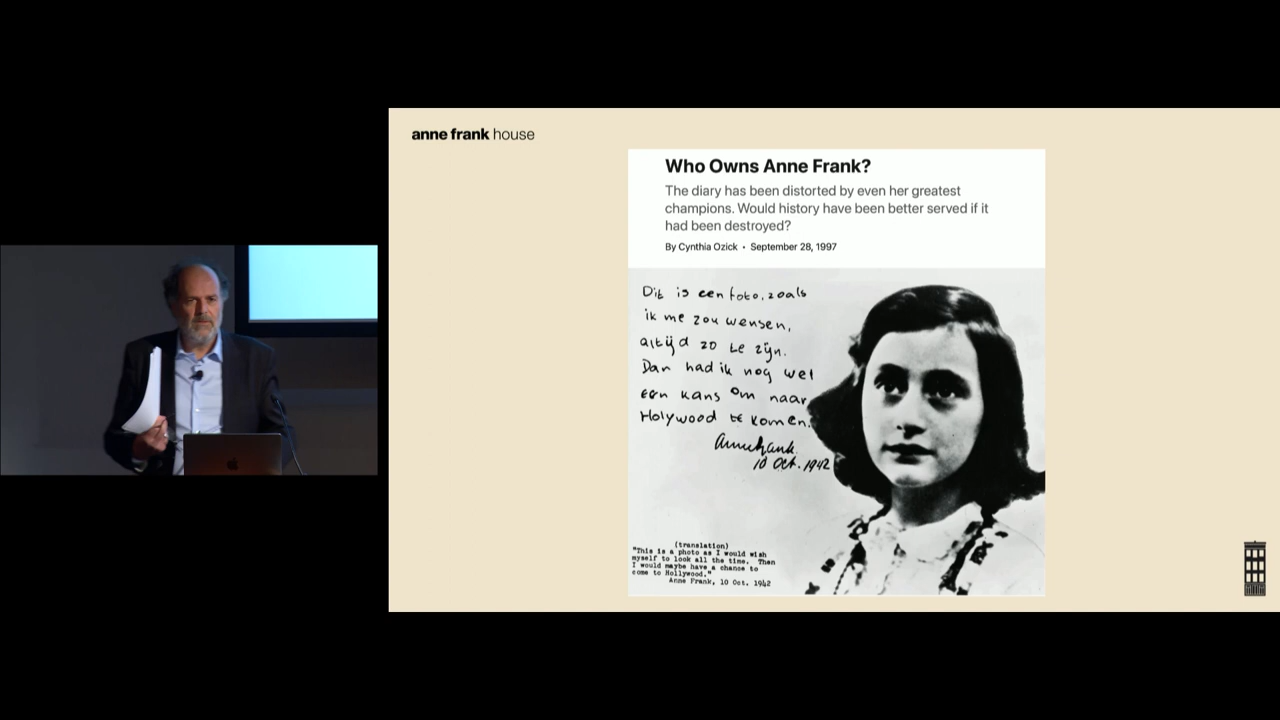 anne frank house
Who Owns Anne Frank?
The diary has been distorted by even her greatest
champions. Would history have been better served if it
had been destroyed?
By Cynthia Ozick • September 28, 1997
Dit is een foto, zoals
ik me zou wensen,
altijd zo te zijn.
Dan had ik nog wel
een kans om naar
Holywood te komen.
Anne Frank.
10 Oct. 1942
(translation)
"This is a photo as I would wish
myself to look all the time. Then
I would maybe have a chance to
come to Hollywood."
Anne Frank, 10 Oct. 1942